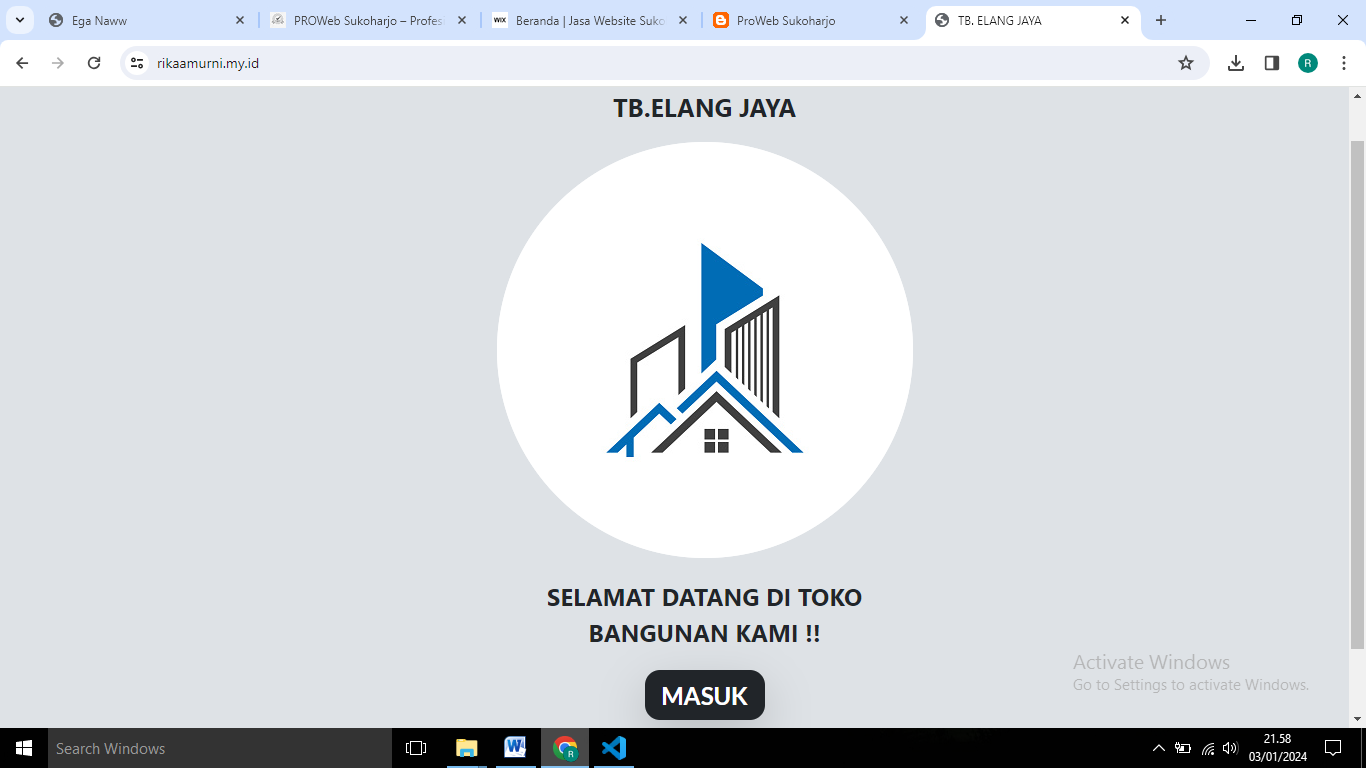 Ega Naww
PROWeb Sukoharjo – Profesi
WIX
Beranda | Jasa Website Suko
ProWeb Sukoharjo
TB. ELANG JAYA
rikaamurni.my.id
R
TB.ELANG JAYA
SELAMAT DATANG DI TOKO
BANGUNAN KAMI !!
MASUK
Activate Windows
Go to Settings to activate Windows.
Search Windows
21.58
03/01/2024